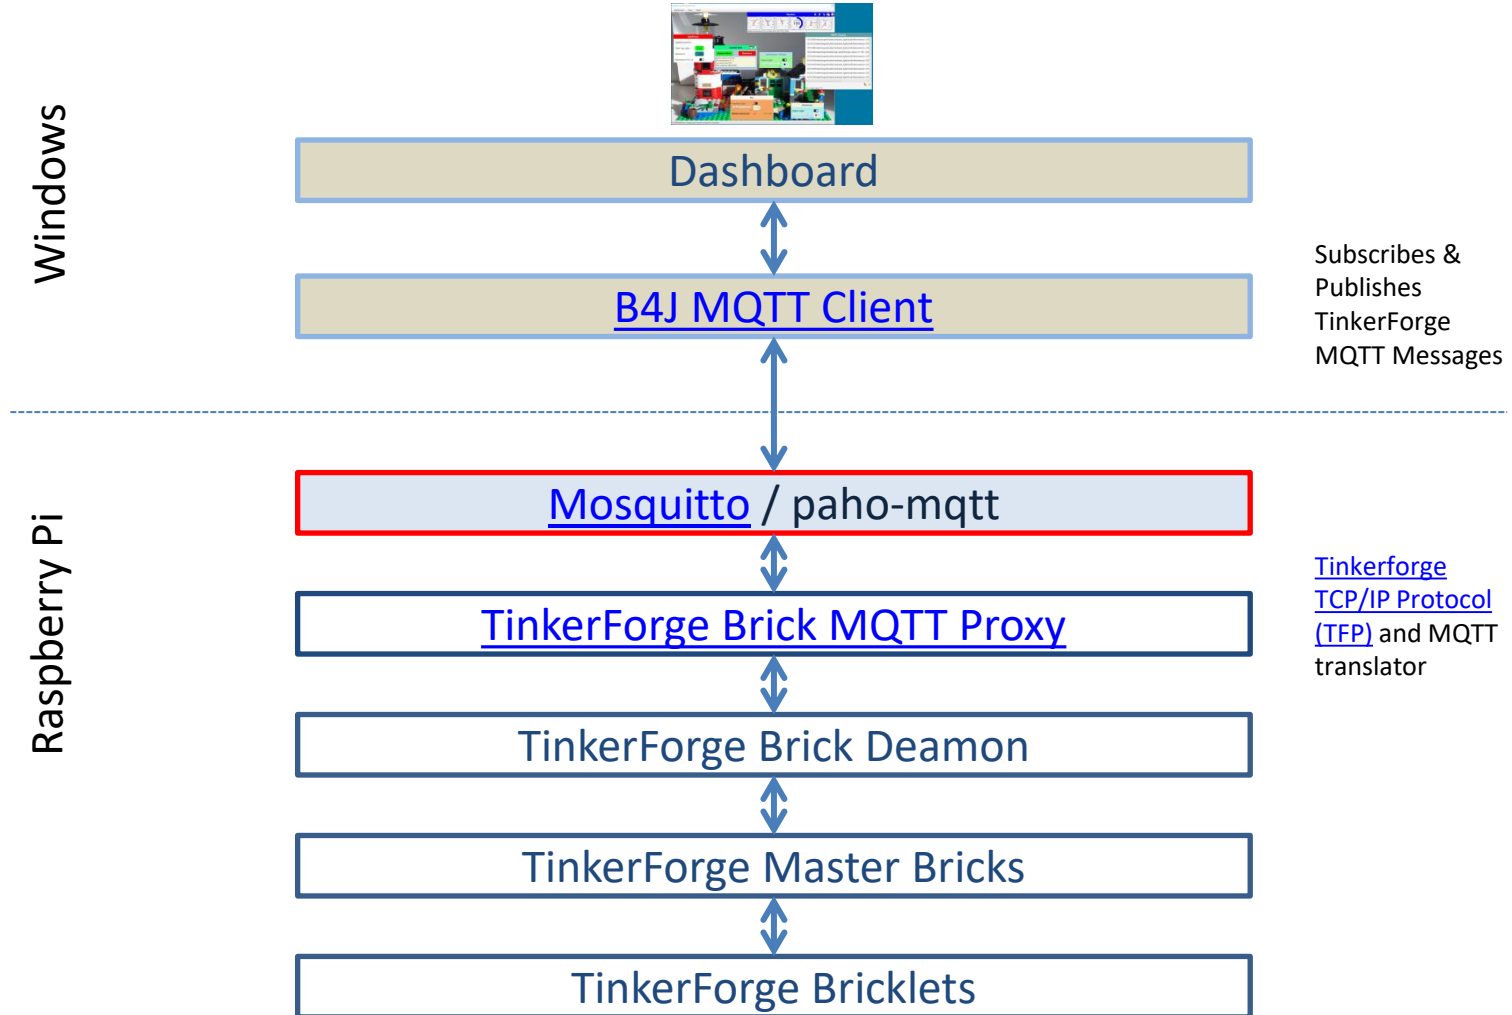 Windows
Dashboard
B4J MQTT Client
Subscribes &
Publishes
TinkerForge
MQTT Messages
Raspberry Pi
Mosquitto / paho-mqtt
TinkerForge Brick MQTT Proxy
Tinkerforge
TCP/IP Protocol
(TFP) and MQTT
translator
TinkerForge Brick Deamon
TinkerForge Master Bricks
TinkerForge Bricklets